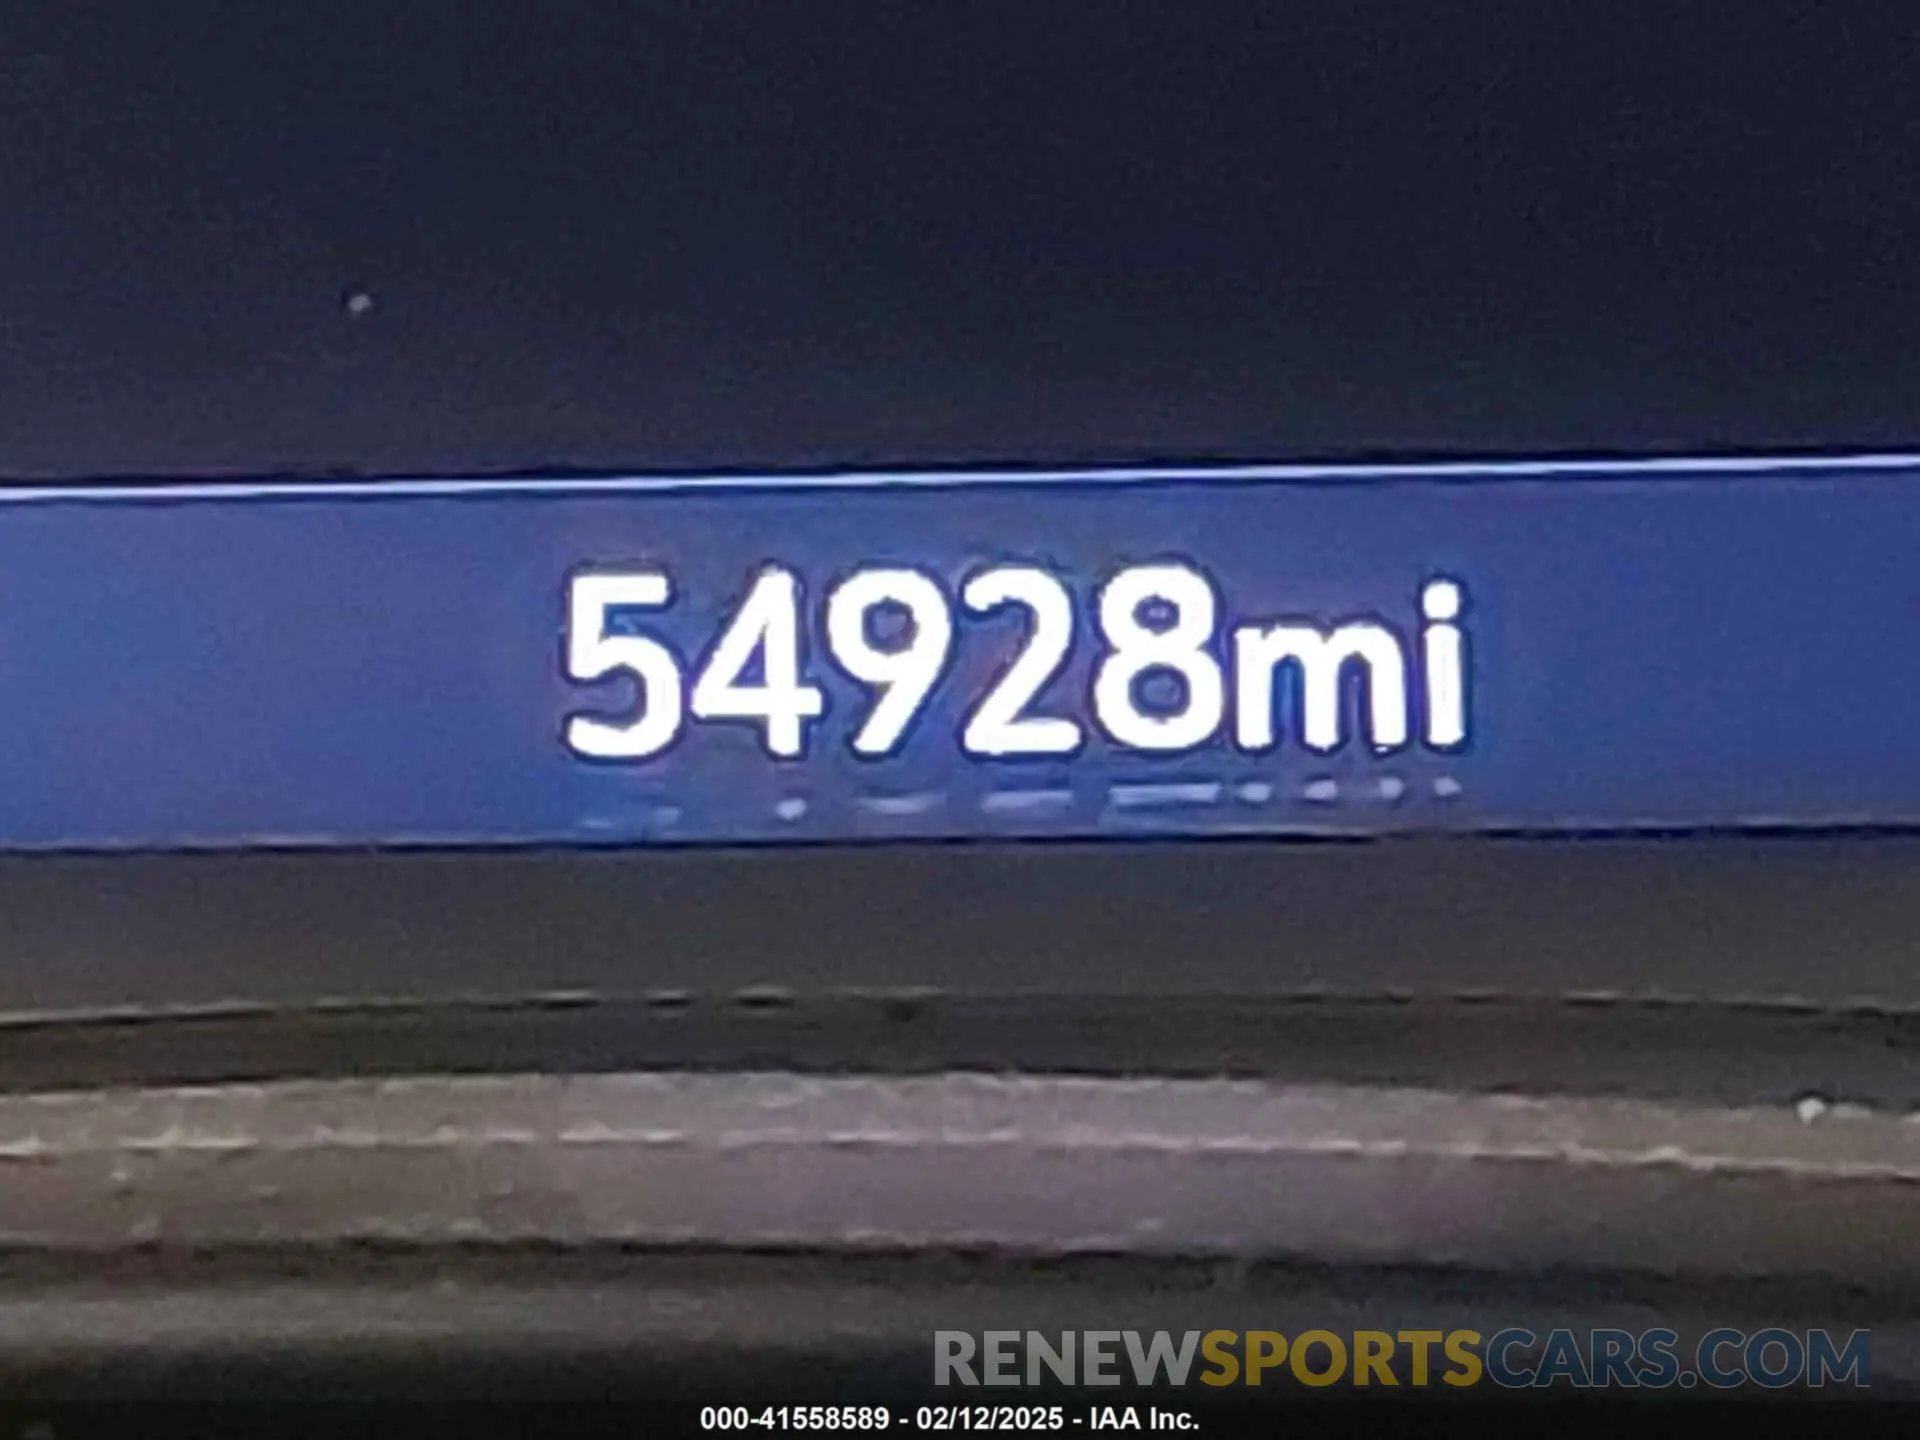 54928mi
RENEWSPORTSCARS.COM
000-41558589 - 02/12/2025 - IAA Inc.